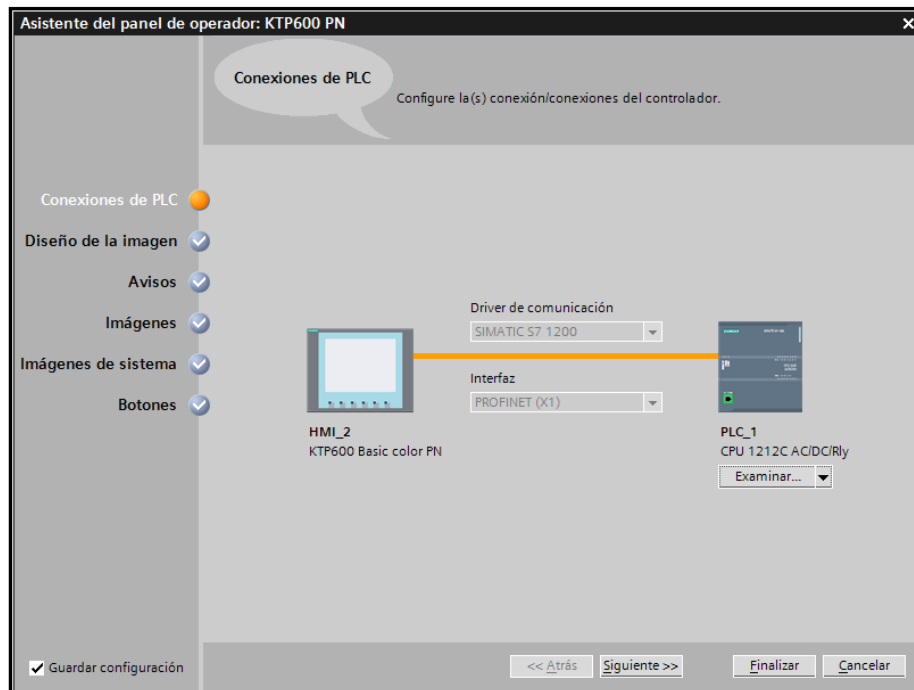 Asistente del panel de operador: KTP600 PN
Conexiones de PLC
Configure la(s) conexión/conexiones del controlador.
Conexiones de PLC
Diseño de la imagen
Avisos
Imágenes
Imágenes de sistema
Botones
Driver de comunicación
SIMATIC S7 1200
Interfaz
PROFINET (X1)
HMI_2
KTP600 Basic color PN
PLC_1
CPU 1212C AC/DC/Rly
Examinar...
Guardar configuración
<< Atrás
Siguiente >>
Finalizar
Cancelar